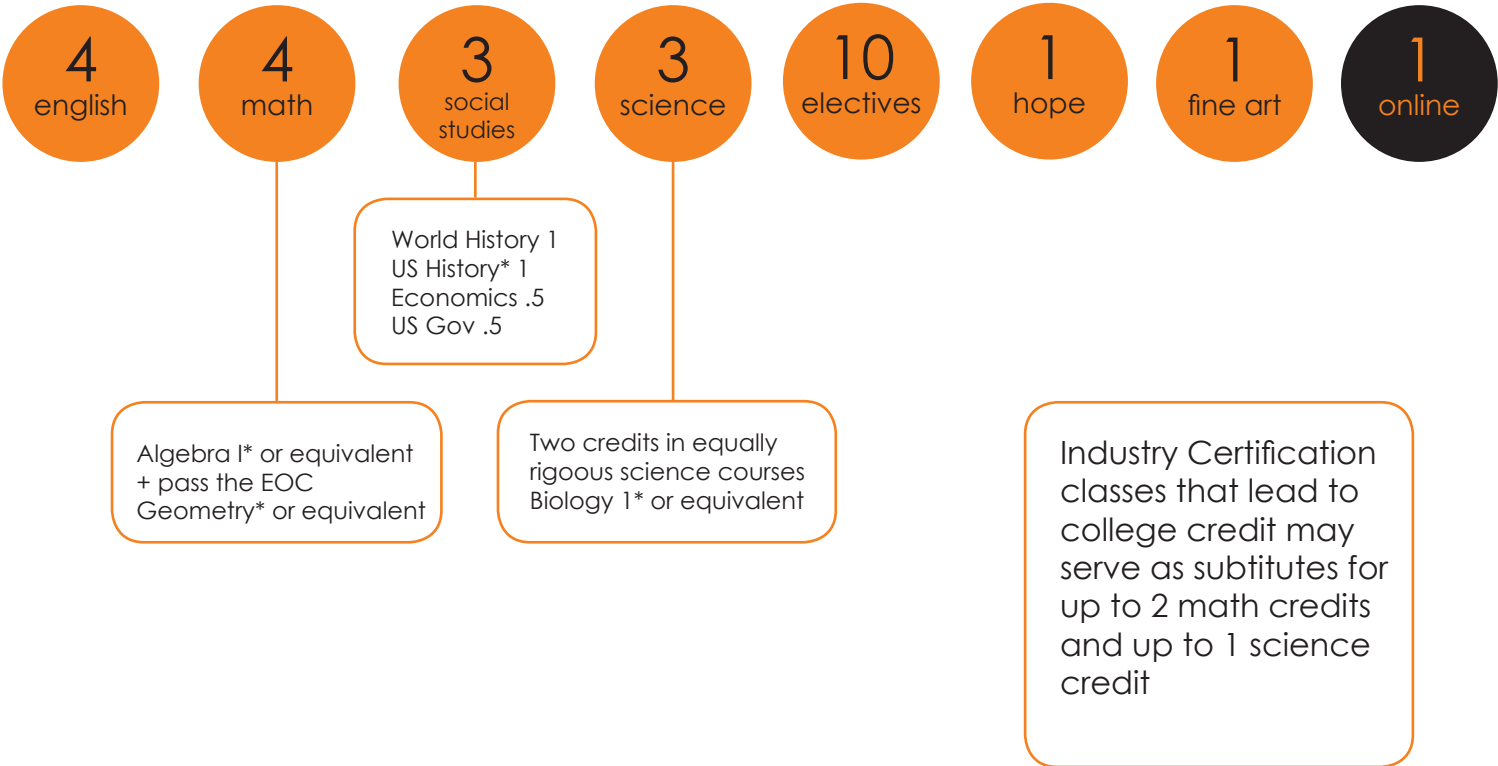 4
english
4
math
3
social
studies
3
science
10
electives
1
hope
1
fine art
1
online
World History 1
US History* 1
Economics .5
US Gov .5
Algebra I* or equivalent
+ pass the EOC
Geometry* or equivalent
Two credits in equally
rigoous science courses
Biology 1* or equivalent
Industry Certification
classes that lead to
college credit may
serve as subtitutes for
up to 2 math credits
and up to 1 science
credit